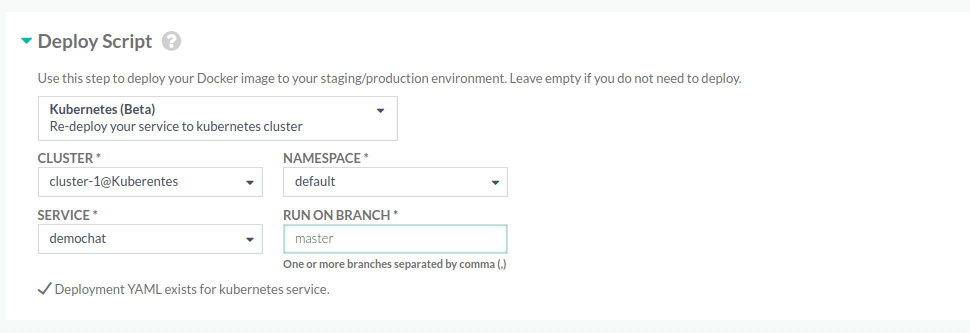 Deploy Script ?
Use this step to deploy your Docker image to your staging/production environment. Leave empty if you do not need to deploy.
Kubernetes (Beta)
Re-deploy your service to kubernetes cluster
CLUSTER * NAMESPACE *
cluster-1@Kuberentes default
SERVICE * RUN ON BRANCH *
demochat master
One or more branches separated by comma (,)
Deployment YAML exists for kubernetes service.